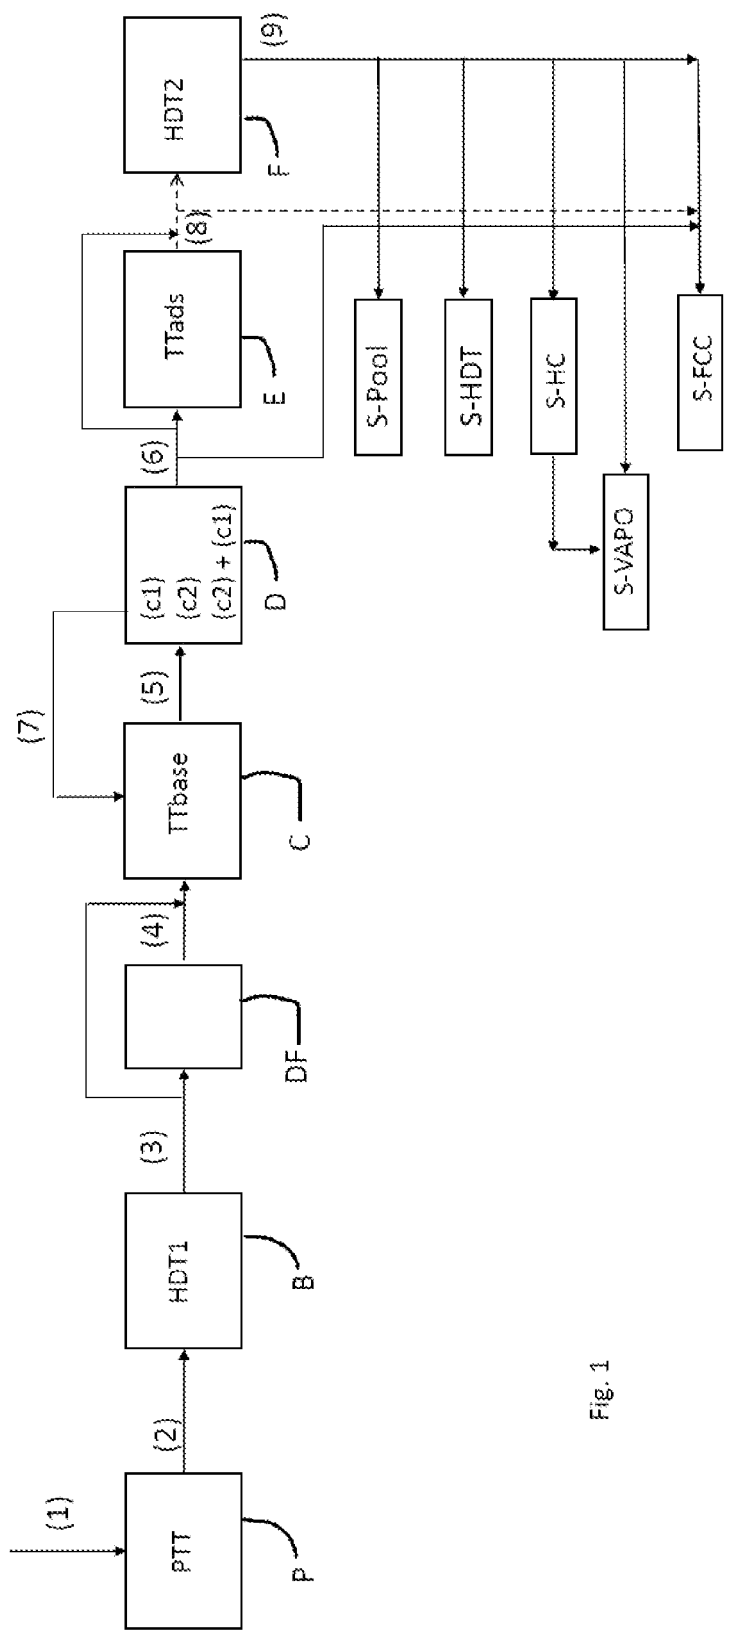 (1)
PTT
P
(2)
HDT1
B
(3)
DF
(4)
TTbase
C
(7)
(5)
{c1}
{c2}
{c2} + {c1}
D
(6)
TTads
E
(8)
HDT2
F
(9)
S-Pool
S-HDT
S-HC
S-VAPO
S-FCC
Fig. 1